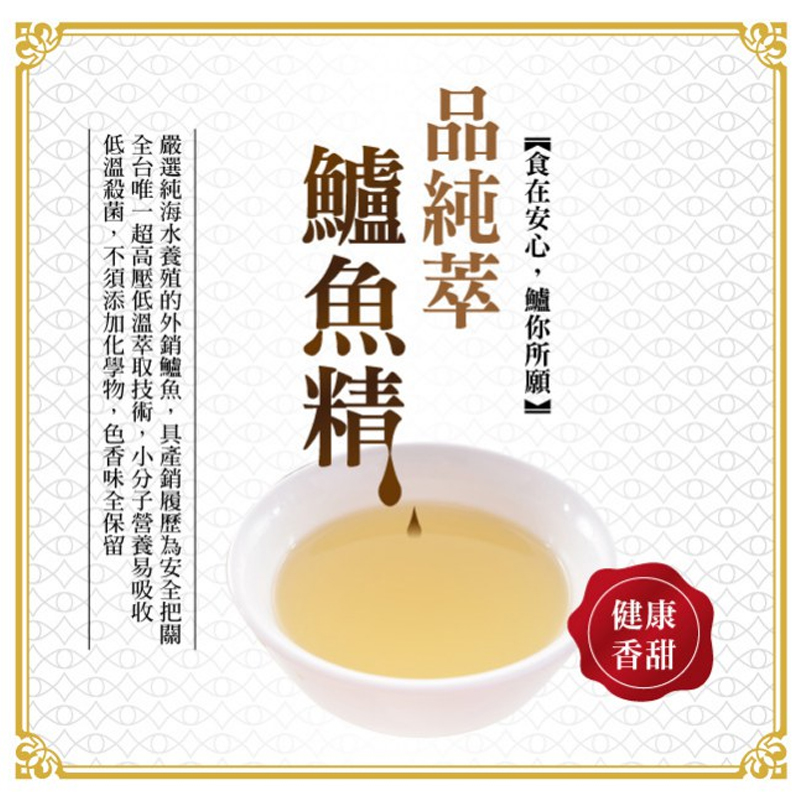 【食在安心，鱸你所願】
品純萃
鱸魚精
嚴選純海水養殖的外銷鱸魚，具產銷履歷為安全把關
全台唯一超高壓低溫萃取技術，小分子營養易吸收
低溫殺菌，不須添加化學物，色香味全保留
健康
香甜